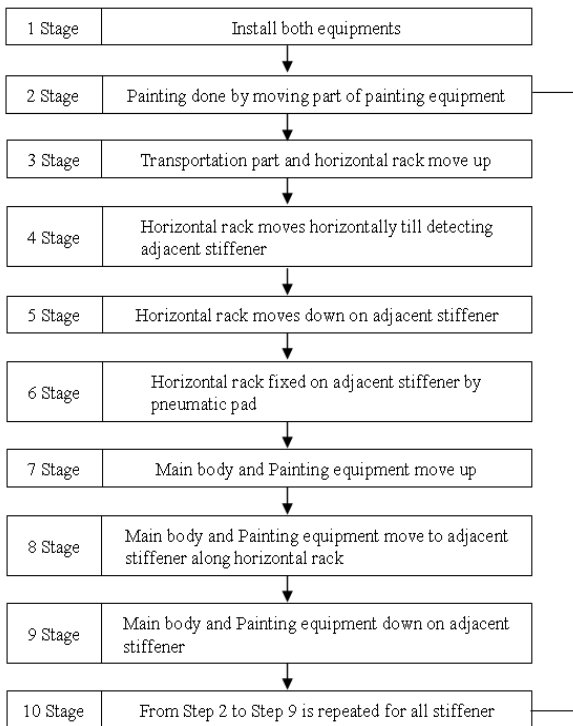 1 Stage
Install both equipments
2 Stage
Painting done by moving part of painting equipment
3 Stage
Transportation part and horizontal rack move up
4 Stage
Horizontal rack moves horizontally till detecting
adjacent stiffener
5 Stage
Horizontal rack moves down on adjacent stiffener
6 Stage
Horizontal rack fixed on adjacent stiffener by
pneumatic pad
7 Stage
Main body and Painting equipment move up
8 Stage
Main body and Painting equipment move to adjacent
stiffener along horizontal rack
9 Stage
Main body and Painting equipment down on adjacent
stiffener
10 Stage
From Step 2 to Step 9 is repeated for all stiffener